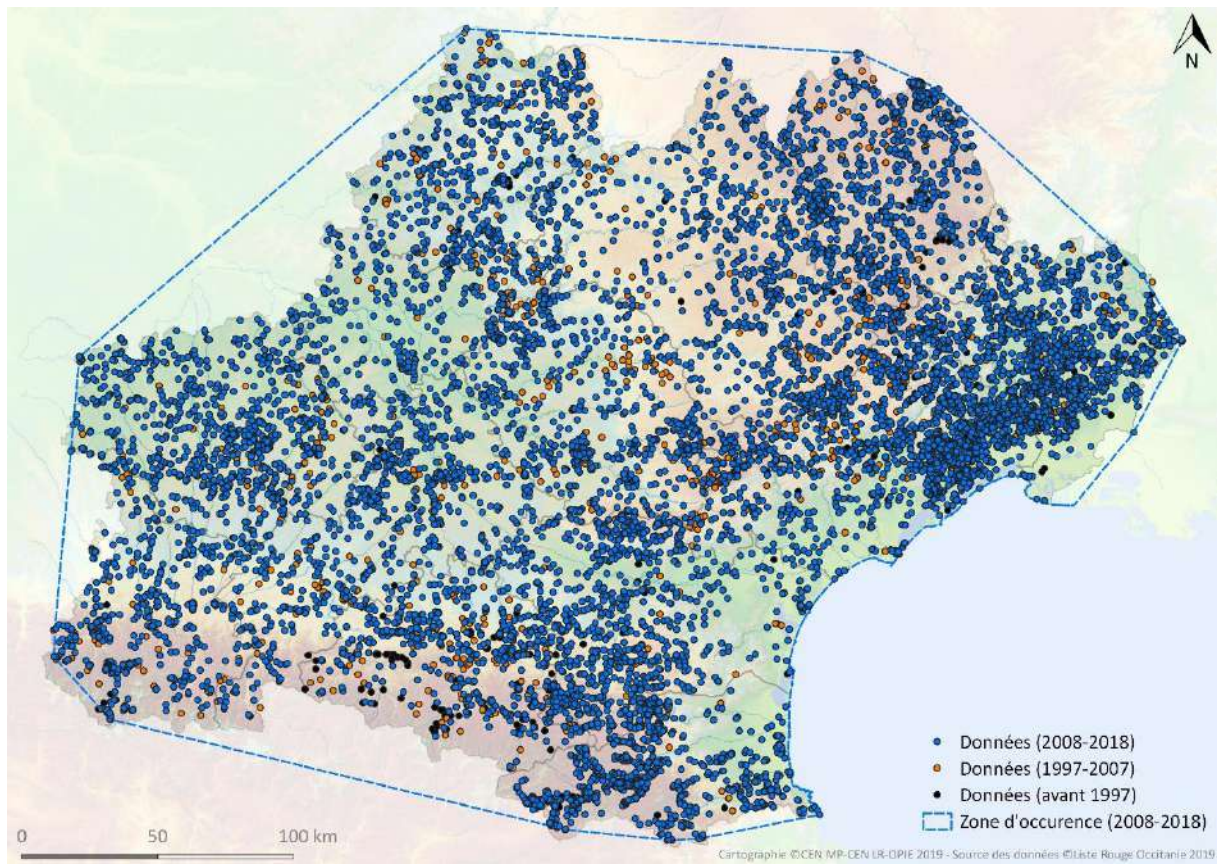 N
Données (2008-2018)
Données (1997-2007)
Données (avant 1997)
Zone d'occurence (2008-2018)
0 50 100 km
Cartographie ©CEN MP-CEN LR-OPIE 2019 - Source des données ©Liste Rouge Occitanie 2019